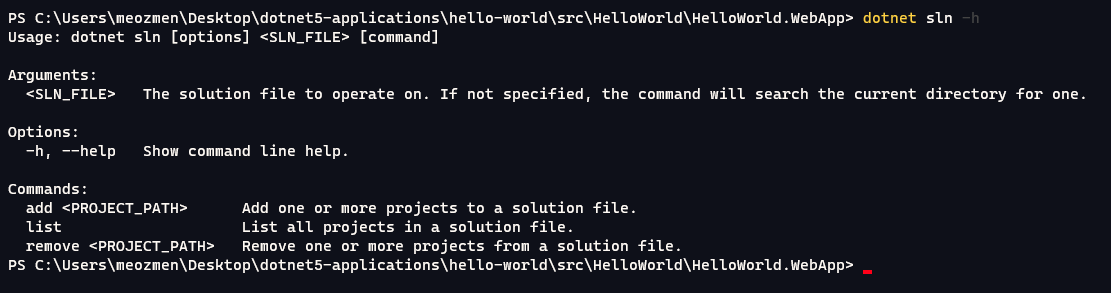 PS C:\Users\meozmen\Desktop\dotnet5-applications\hello-world\src\HelloWorld\HelloWorld.WebApp> dotnet sln -h
Usage: dotnet sln [options] <SLN_FILE> [command]

Arguments:
  <SLN_FILE>   The solution file to operate on. If not specified, the command will search the current directory for one.

Options:
  -h, --help   Show command line help.

Commands:
  add <PROJECT_PATH>      Add one or more projects to a solution file.
  list                    List all projects in a solution file.
  remove <PROJECT_PATH>   Remove one or more projects from a solution file.
PS C:\Users\meozmen\Desktop\dotnet5-applications\hello-world\src\HelloWorld\HelloWorld.WebApp>